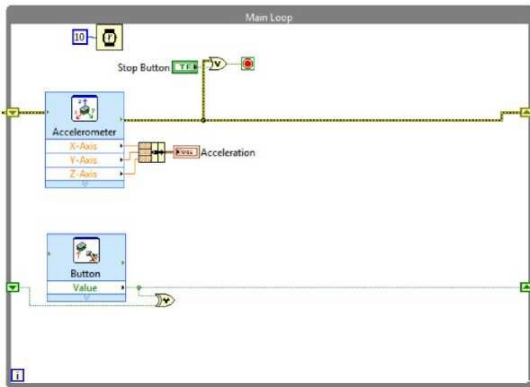 Main Loop
10
Stop Button
TF
Accelerometer
X-Axis
Y-Axis
Z-Axis
Acceleration
Button
Value
i